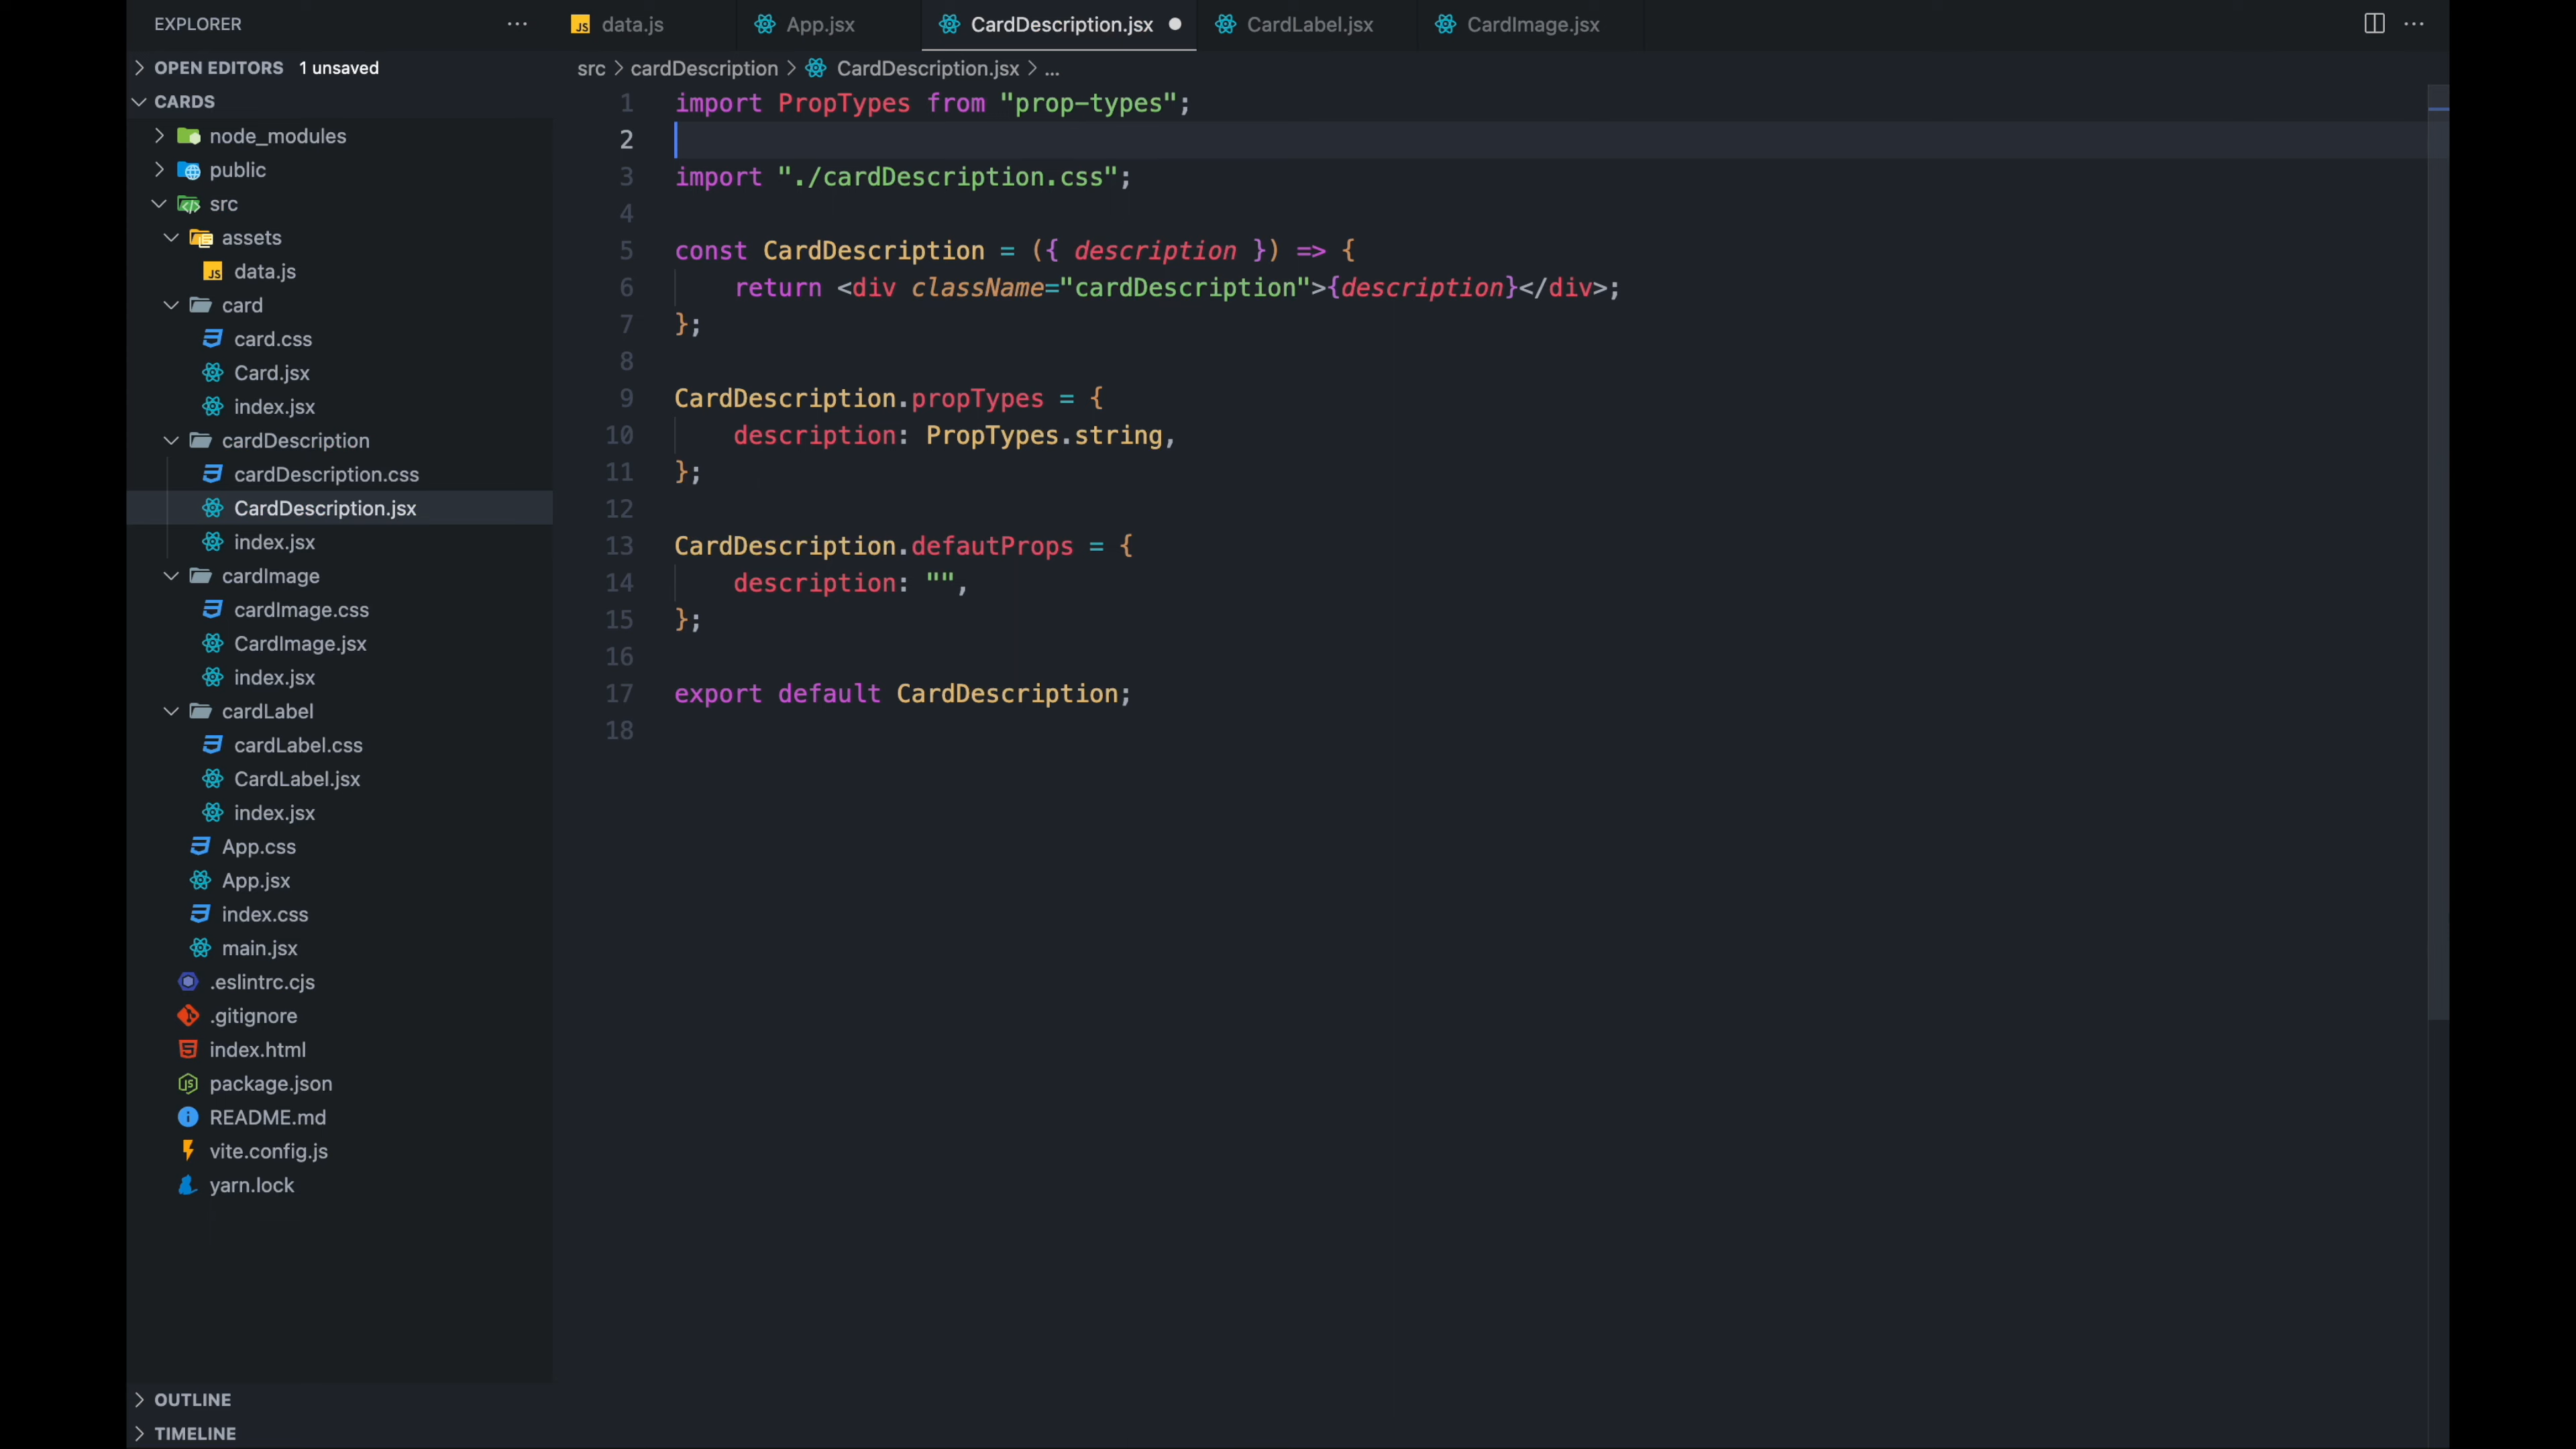 EXPLORER
data.js
App.jsx
CardDescription.jsx
CardLabel.jsx
CardImage.jsx
OPEN EDITORS 1 unsaved
src > cardDescription > CardDescription.jsx > ...
CARDS
node_modules
public
src
assets
data.js
card
card.css
Card.jsx
index.jsx
cardDescription
cardDescription.css
CardDescription.jsx
index.jsx
cardImage
cardImage.css
CardImage.jsx
index.jsx
cardLabel
cardLabel.css
CardLabel.jsx
index.jsx
App.css
App.jsx
index.css
main.jsx
.eslintrc.cjs
.gitignore
index.html
package.json
README.md
vite.config.js
yarn.lock
OUTLINE
TIMELINE
1 import PropTypes from "prop-types";
2
3 import "./cardDescription.css";
4
5 const CardDescription = ({ description }) => {
6 return <div className="cardDescription">{description}</div>;
7 };
8
9 CardDescription.propTypes = {
10 description: PropTypes.string,
11 };
12
13 CardDescription.defautProps = {
14 description: "",
15 };
16
17 export default CardDescription;
18